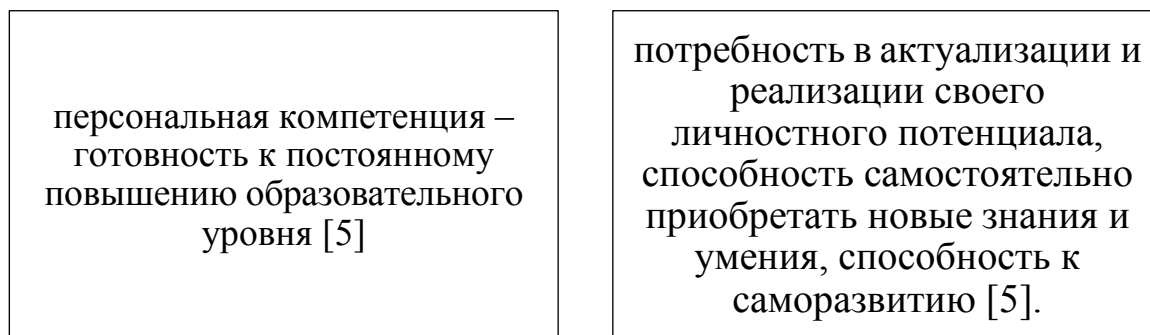 персональная компетенция –
готовность к постоянному
повышению образовательного
уровня [5]
потребность в актуализации и
реализации своего
личностного потенциала,
способность самостоятельно
приобретать новые знания и
умения, способность к
саморазвитию [5].